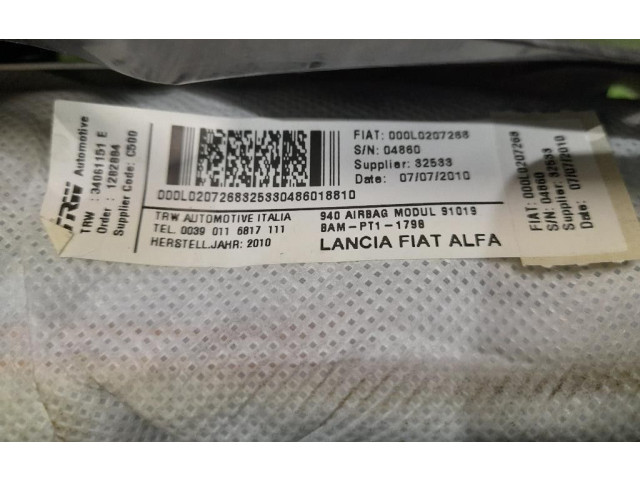 TRW Automotive
TRW : 34061151 E
Order : 1202884
Supplier Code: C500
000L020726832533048601881D
FIAT: 000L0207268
S/N: 04860
Supplier: 32533
Date: 07/07/2010
TRW AUTOMOTIVE ITALIA
TEL. 0039 011 6817 111
HERSTELL.JAHR: 2010
940 AIRBAG MODUL 91019
BAM-PT1-1798
LANCIA FIAT ALFA
FIAT: 000L0207268
S/N: 04860
Supplier: 32533
Date: 07/07/2010